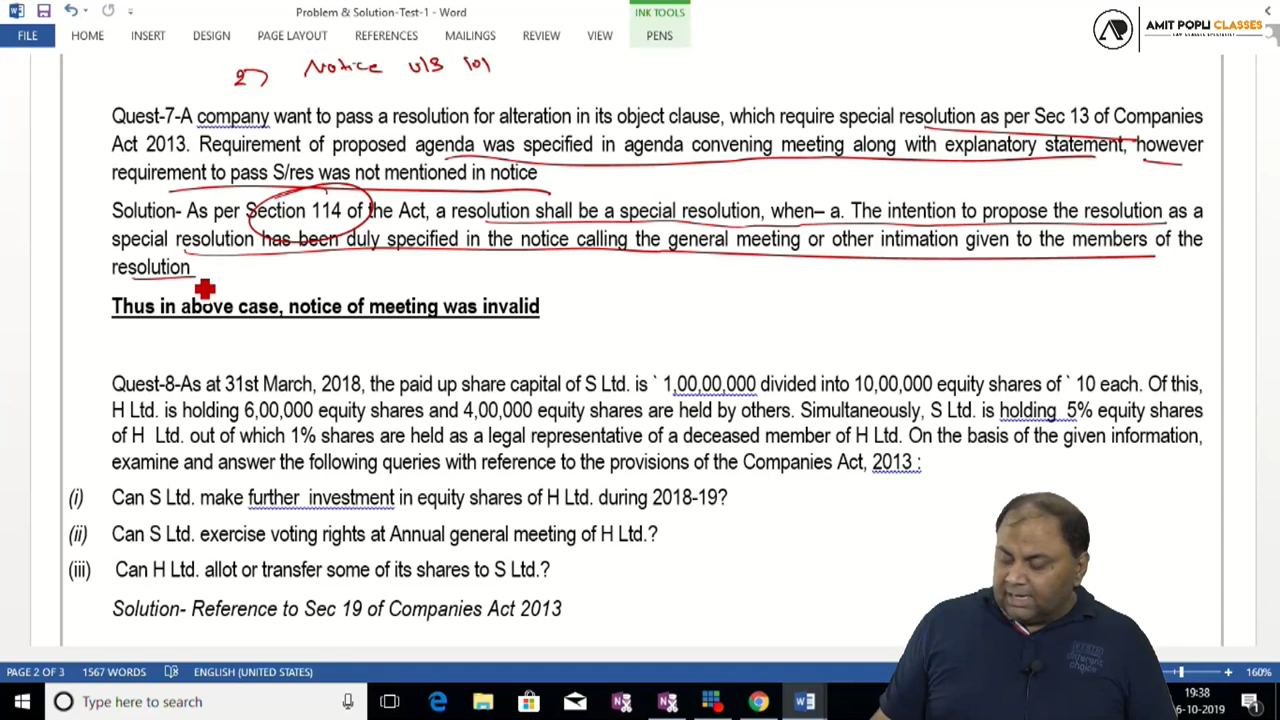 Problem & Solution-Test-1 - Word
INK TOOLS
FILE HOME INSERT DESIGN PAGE LAYOUT REFERENCES MAILINGS REVIEW VIEW PENS
AMIT POPLI CLASSES
Notice u/s 101
Quest-7-A company want to pass a resolution for alteration in its object clause, which require special resolution as per Sec 13 of Companies
Act 2013. Requirement of proposed agenda was specified in agenda convening meeting along with explanatory statement, however
requirement to pass S/res was not mentioned in notice
Solution- As per Section 114 of the Act, a resolution shall be a special resolution, when– a. The intention to propose the resolution as a
special resolution has been duly specified in the notice calling the general meeting or other intimation given to the members of the
resolution
Thus in above case, notice of meeting was invalid
Quest-8-As at 31st March, 2018, the paid up share capital of S Ltd. is ` 1,00,00,000 divided into 10,00,000 equity shares of ` 10 each. Of this,
H Ltd. is holding 6,00,000 equity shares and 4,00,000 equity shares are held by others. Simultaneously, S Ltd. is holding 5% equity shares
of H Ltd. out of which 1% shares are held as a legal representative of a deceased member of H Ltd. On the basis of the given information,
examine and answer the following queries with reference to the provisions of the Companies Act, 2013 :
(i) Can S Ltd. make further investment in equity shares of H Ltd. during 2018-19?
(ii) Can S Ltd. exercise voting rights at Annual general meeting of H Ltd.?
(iii) Can H Ltd. allot or transfer some of its shares to S Ltd.?
Solution- Reference to Sec 19 of Companies Act 2013
PAGE 2 OF 3 1567 WORDS ENGLISH (UNITED STATES) 160%
Type here to search
19:38
6-10-2019